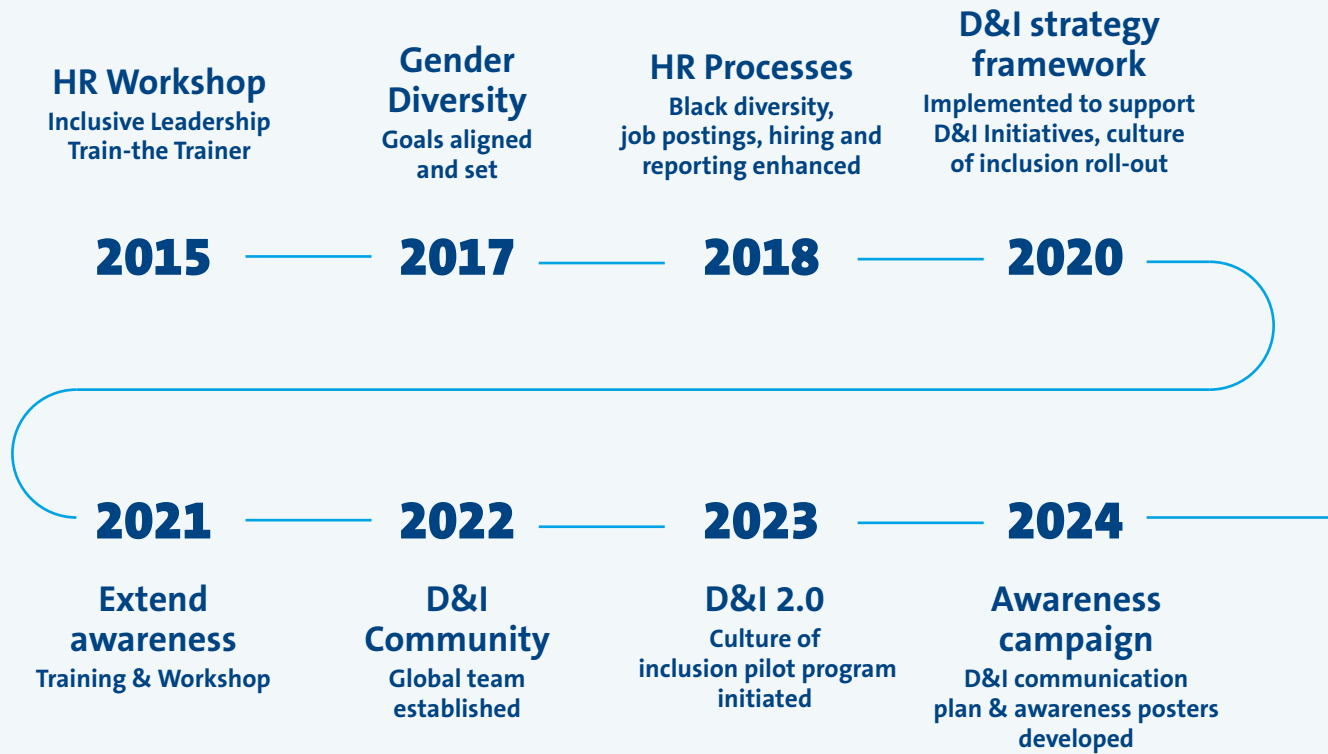 HR Workshop
Inclusive Leadership
Train-the Trainer
Gender
Diversity
Goals aligned
and set
HR Processes
Black diversity,
job postings, hiring and
reporting enhanced
D&I strategy
framework
Implemented to support
D&I Initiatives, culture
of inclusion roll-out
2015
2017
2018
2020
2021
2022
2023
2024
Extend
awareness
Training & Workshop
D&I
Community
Global team
established
D&I 2.0
Culture of
inclusion pilot program
initiated
Awareness
campaign
D&I communication
plan & awareness posters
developed